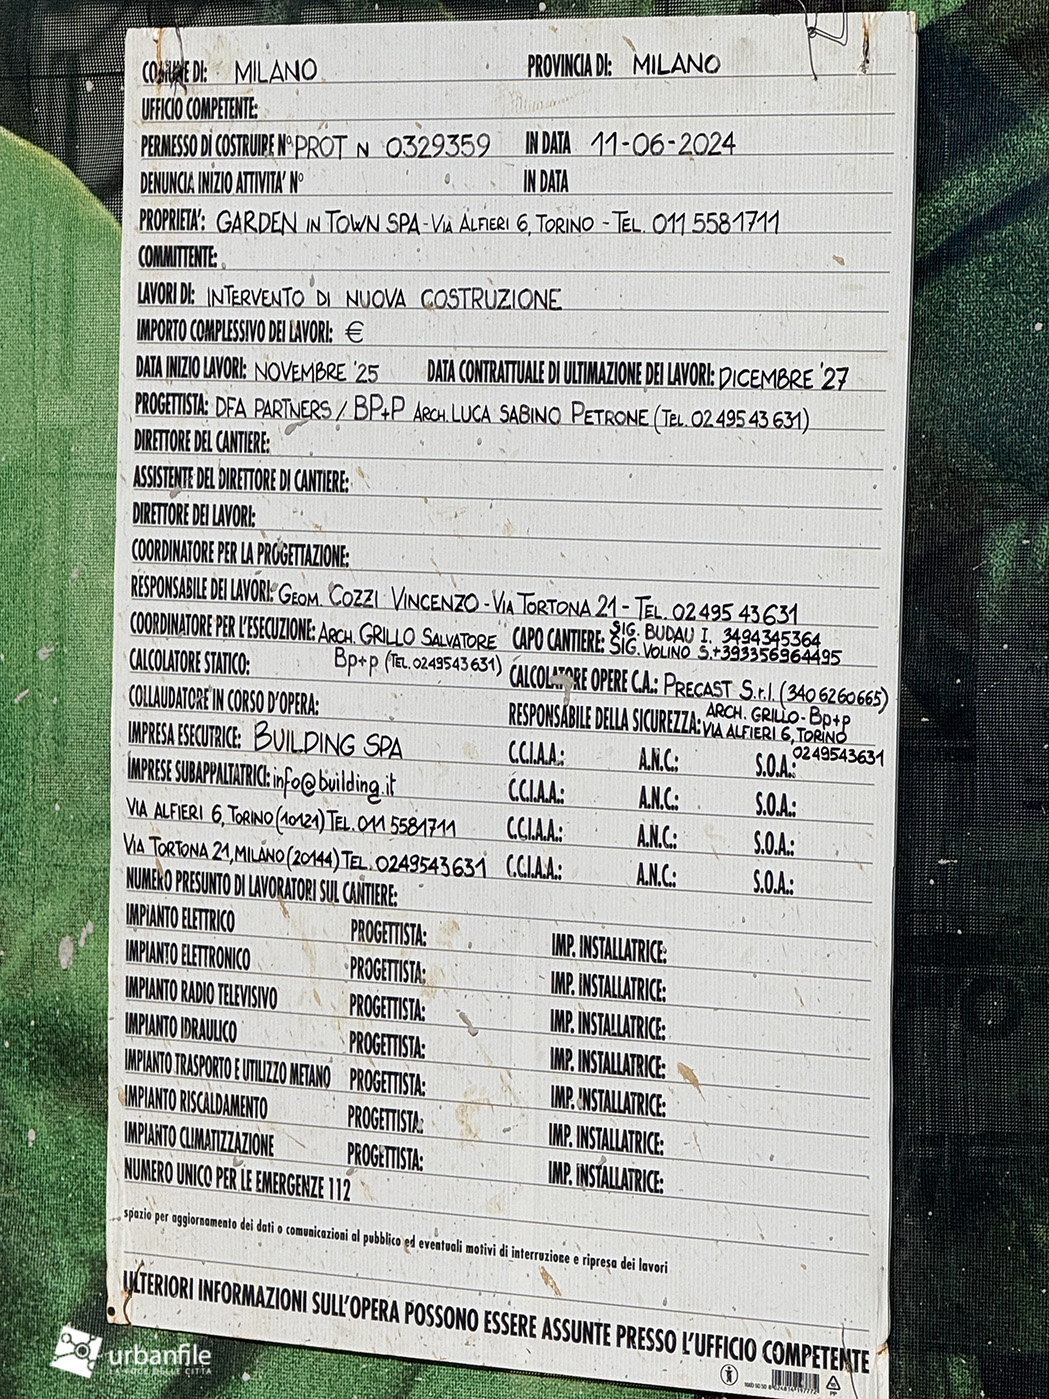 COMUNE DI: MILANO PROVINCIA DI: MILANO
UFFICIO COMPETENTE:
PERMESSO DI COSTRUIRE N° PROT N 0329359 IN DATA 11-06-2024
DENUNCIA INIZIO ATTIVITA' N° IN DATA
PROPRIETA': GARDEN IN TOWN SPA - VIA ALFIERI 6, TORINO - TEL. 011 5581711
COMMITTENTE:
LAVORI DI: INTERVENTO DI NUOVA COSTRUZIONE
IMPORTO COMPLESSIVO DEI LAVORI: €
DATA INIZIO LAVORI: NOVEMBRE '25 DATA CONTRATTUALE DI ULTIMAZIONE DEI LAVORI: DICEMBRE '27
PROGETTISTA: DFA PARTNERS / BP+P ARCH. LUCA SABINO PETRONE (TEL. 02 495 43 631)
DIRETTORE DEL CANTIERE:
ASSISTENTE DEL DIRETTORE DI CANTIERE:
DIRETTORE DEI LAVORI:
COORDINATORE PER LA PROGETTAZIONE:
RESPONSABILE DEI LAVORI: GEOM. COZZI VINCENZO - VIA TORTONA 21 - TEL. 02 495 43631
COORDINATORE PER L'ESECUZIONE: ARCH. GRILLO SALVATORE CAPO CANTIERE: SIG. BUDAU I. 3494345364
SIG. VOLINO S. +393356964495
CALCOLATORE STATICO: Bp+p (TEL. 0249543631) CALCOLATORE OPERE C.A.: PRECAST S.r.l. (340 6260665)
COLLAUDATORE IN CORSO D'OPERA: RESPONSABILE DELLA SICUREZZA: ARCH. GRILLO - Bp+p
VIA ALFIERI 6, TORINO
0249543631
IMPRESA ESECUTRICE: BUILDING SPA C.C.I.A.A.: A.N.C.: S.O.A.:
IMPRESE SUBAPPALTATRICI: info@building.it C.C.I.A.A.: A.N.C.: S.O.A.:
VIA ALFIERI 6, TORINO (10121) TEL. 011 5581711 C.C.I.A.A.: A.N.C.: S.O.A.:
VIA TORTONA 21, MILANO (20144) TEL. 0249543631 C.C.I.A.A.: A.N.C.: S.O.A.:
NUMERO PRESUNTO DI LAVORATORI SUL CANTIERE:
IMPIANTO ELETTRICO PROGETTISTA: IMP. INSTALLATRICE:
IMPIANTO ELETTRONICO PROGETTISTA: IMP. INSTALLATRICE:
IMPIANTO RADIO TELEVISIVO PROGETTISTA: IMP. INSTALLATRICE:
IMPIANTO IDRAULICO PROGETTISTA: IMP. INSTALLATRICE:
IMPIANTO TRASPORTO E UTILIZZO METANO PROGETTISTA: IMP. INSTALLATRICE:
IMPIANTO RISCALDAMENTO PROGETTISTA: IMP. INSTALLATRICE:
IMPIANTO CLIMATIZZAZIONE PROGETTISTA: IMP. INSTALLATRICE:
NUMERO UNICO PER LE EMERGENZE 112
spazio per aggiornamento dei dati o comunicazioni al pubblico ed eventuali motivi di interruzione e ripresa dei lavori
ULTERIORI INFORMAZIONI SULL'OPERA POSSONO ESSERE ASSUNTE PRESSO L'UFFICIO COMPETENTE
PP
urbanfile